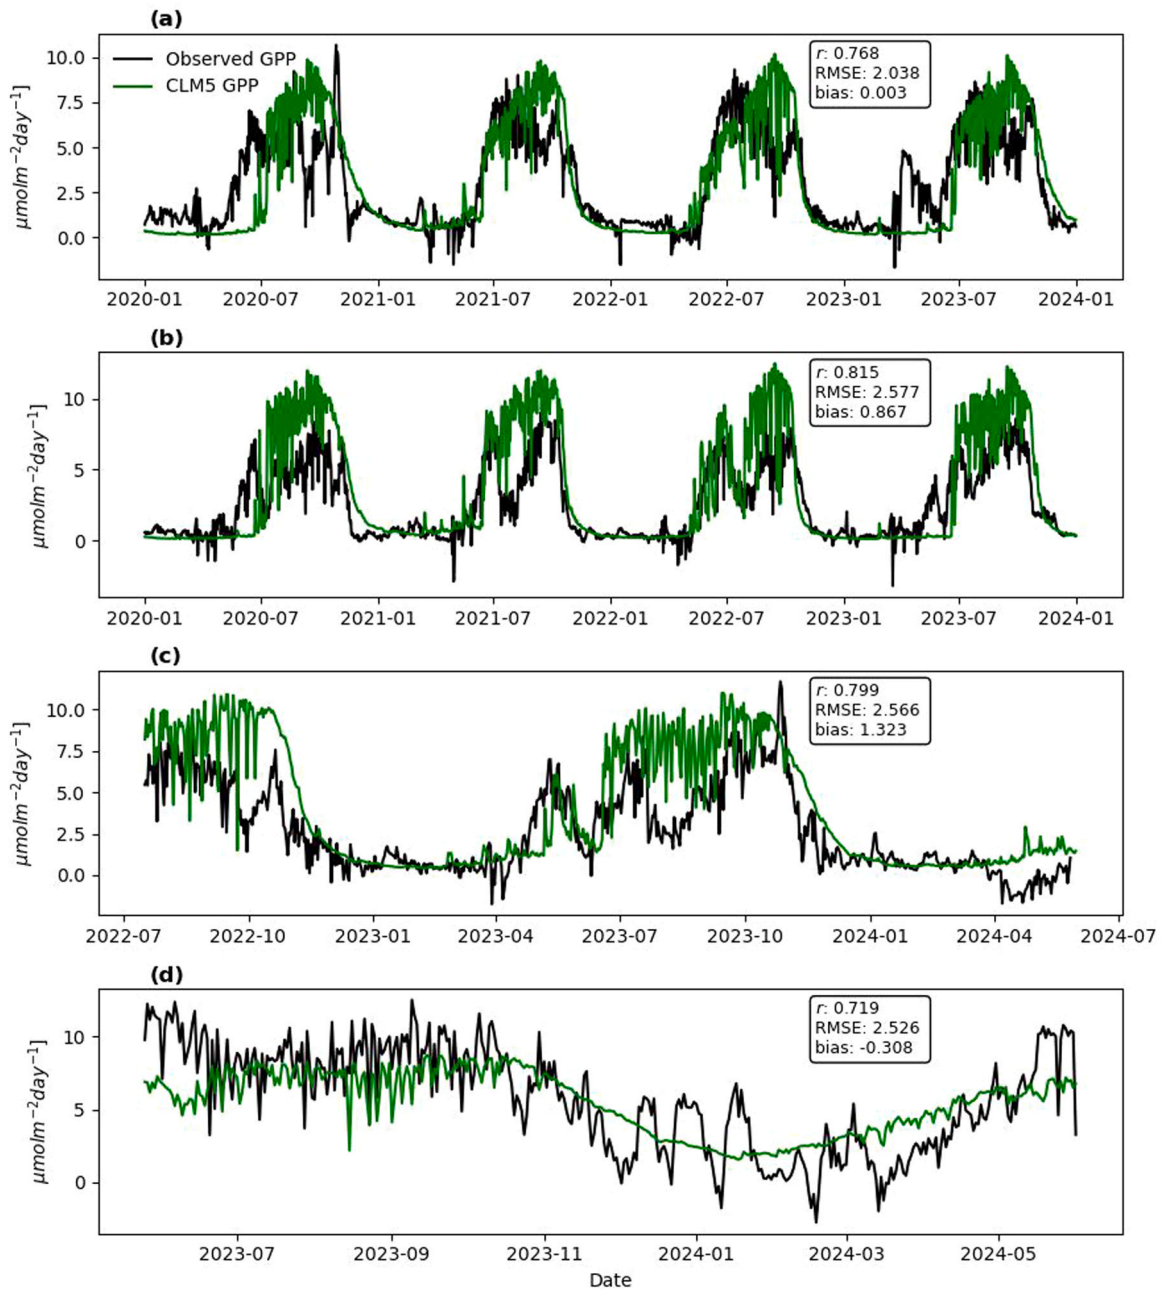 (a)
10.0
7.5
5.0
2.5
0.0
μmolm⁻²day⁻¹]
Observed GPP
CLM5 GPP
r: 0.768
RMSE: 2.038
bias: 0.003
2020-01 2020-07 2021-01 2021-07 2022-01 2022-07 2023-01 2023-07 2024-01
(b)
10
5
0
μmolm⁻²day⁻¹]
r: 0.815
RMSE: 2.577
bias: 0.867
2020-01 2020-07 2021-01 2021-07 2022-01 2022-07 2023-01 2023-07 2024-01
(c)
10.0
7.5
5.0
2.5
0.0
μmolm⁻²day⁻¹]
r: 0.799
RMSE: 2.566
bias: 1.323
2022-07 2022-10 2023-01 2023-04 2023-07 2023-10 2024-01 2024-04 2024-07
(d)
10
5
0
μmolm⁻²day⁻¹]
r: 0.719
RMSE: 2.526
bias: -0.308
2023-07 2023-09 2023-11 2024-01 2024-03 2024-05
Date